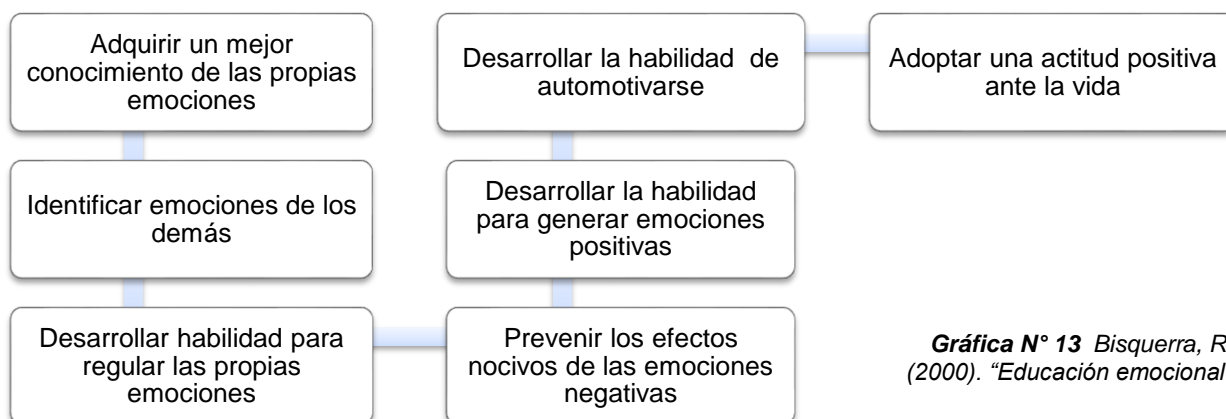 Adquirir un mejor
conocimiento de las propias
emociones
Identificar emociones de los
demás
Desarrollar habilidad para
regular las propias
emociones
Prevenir los efectos
nocivos de las emociones
negativas
Desarrollar la habilidad
para generar emociones
positivas
Desarrollar la habilidad de
automotivarse
Adoptar una actitud positiva
ante la vida
Gráfica N° 13 Bisquerra, R
(2000). “Educación emocional